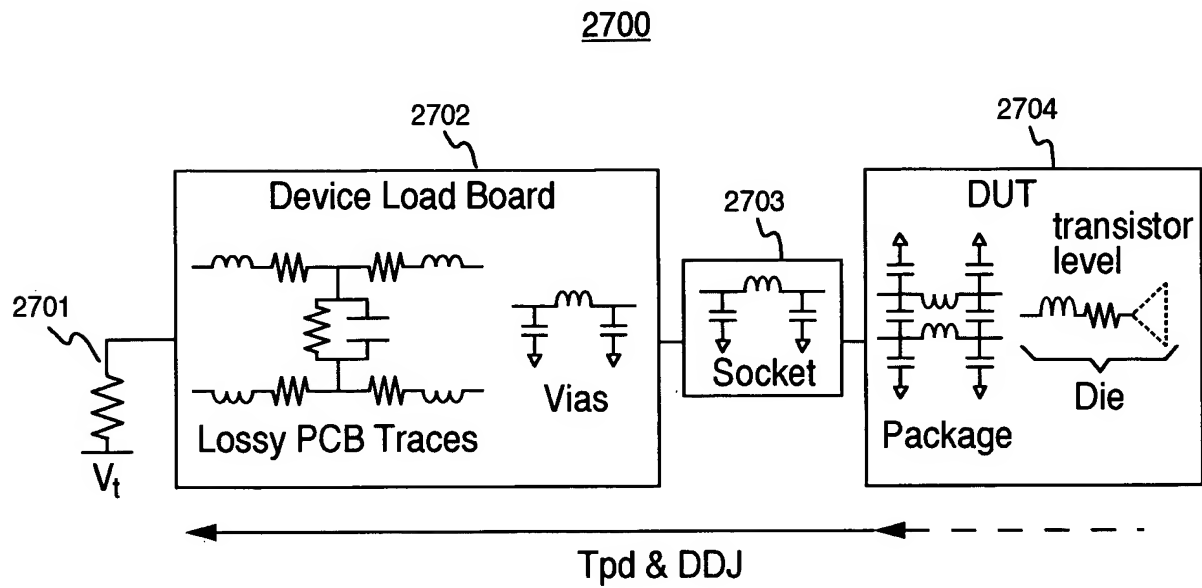 2700
2702
2704
Device Load Board
2703
DUT
transistor
level
2701
Socket
Vias
Die
Lossy PCB Traces
Package
Vt
Tpd & DDJ